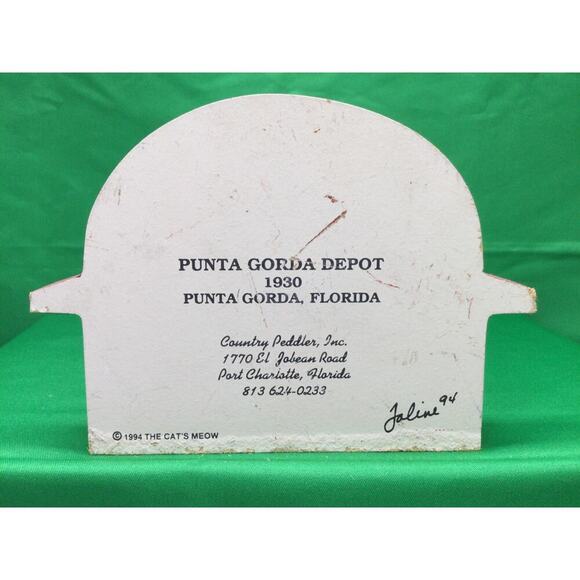 PUNTA GORDA DEPOT
1930
PUNTA GORDA, FLORIDA
Country Peddler, Inc.
1770 El Jobean Road
Port Charlotte, Florida
813 624-0233
Faline 94
© 1994 THE CAT'S MEOW